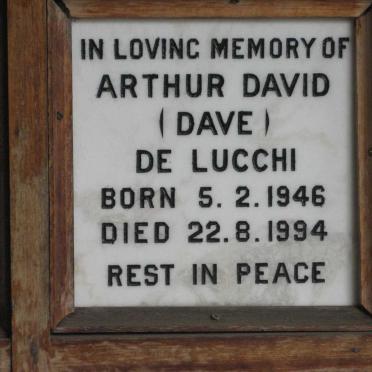 IN LOVING MEMORY OF
ARTHUR DAVID
(DAVE)
DE LUCCHI
BORN 5. 2. 1946
DIED 22.8.1994
REST IN PEACE